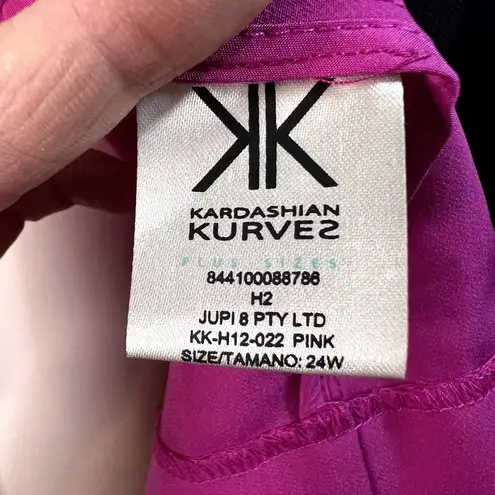 KK
KARDASHIAN
KURVES
PLUS SIZES
844100088786
H2
JUPI 8 PTY LTD
KK-H12-022 PINK
SIZE/TAMANO: 24W